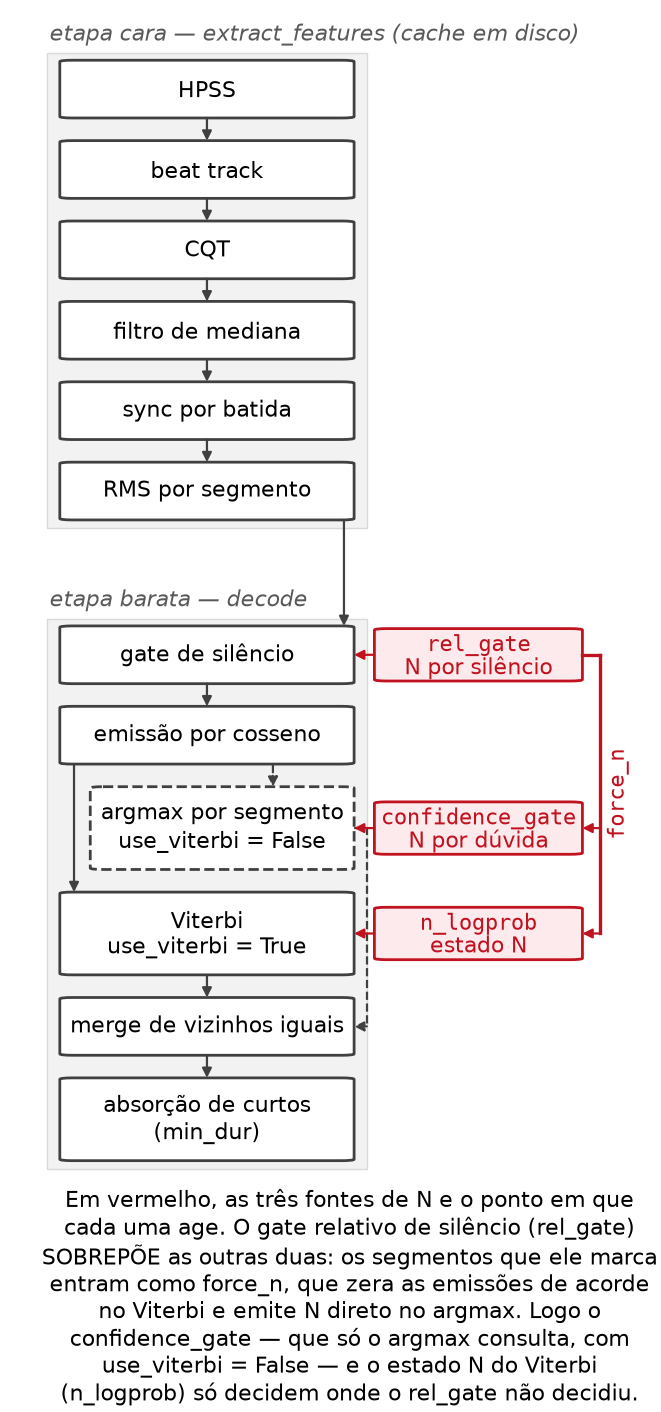 etapa cara — extract_features (cache em disco)
HPSS
beat track
CQT
filtro de mediana
sync por batida
RMS por segmento
etapa barata — decode
gate de silêncio
rel_gate
N por silêncio
emissão por cosseno
force_n
argmax por segmento
use_viterbi = False
confidence_gate
N por dúvida
Viterbi
use_viterbi = True
n_logprob
estado N
merge de vizinhos iguais
absorção de curtos
(min_dur)
Em vermelho, as três fontes de N e o ponto em que
cada uma age. O gate relativo de silêncio (rel_gate)
SOBREPÕE as outras duas: os segmentos que ele marca
entram como force_n, que zera as emissões de acorde
no Viterbi e emite N direto no argmax. Logo o
confidence_gate — que só o argmax consulta, com
use_viterbi = False — e o estado N do Viterbi
(n_logprob) só decidem onde o rel_gate não decidiu.